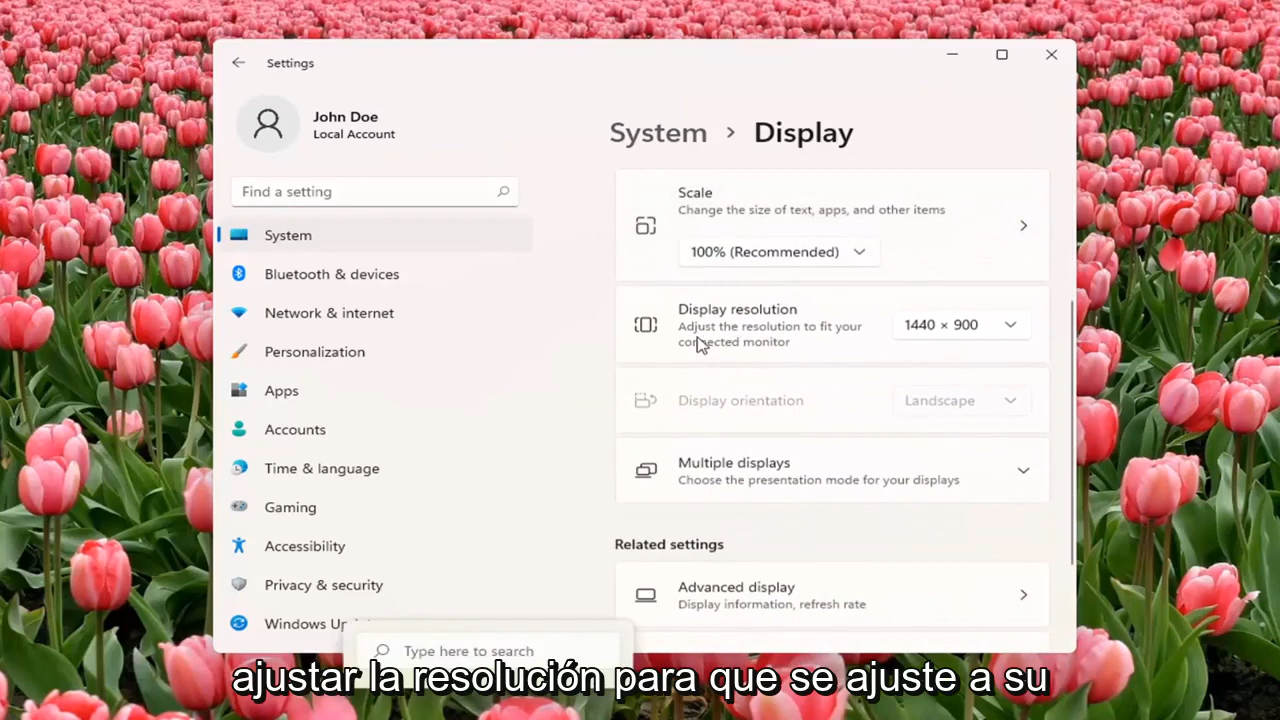 Settings
John Doe
Local Account
Find a setting
System
Bluetooth & devices
Network & internet
Personalization
Apps
Accounts
Time & language
Gaming
Accessibility
Privacy & security
Windows
System > Display
Scale
Change the size of text, apps, and other items
100% (Recommended)
Display resolution
Adjust the resolution to fit your
connected monitor
1440 × 900
Display orientation
Landscape
Multiple displays
Choose the presentation mode for your displays
Related settings
Advanced display
Display information, refresh rate
Type here to search
ajustar la resolución para que se ajuste a su